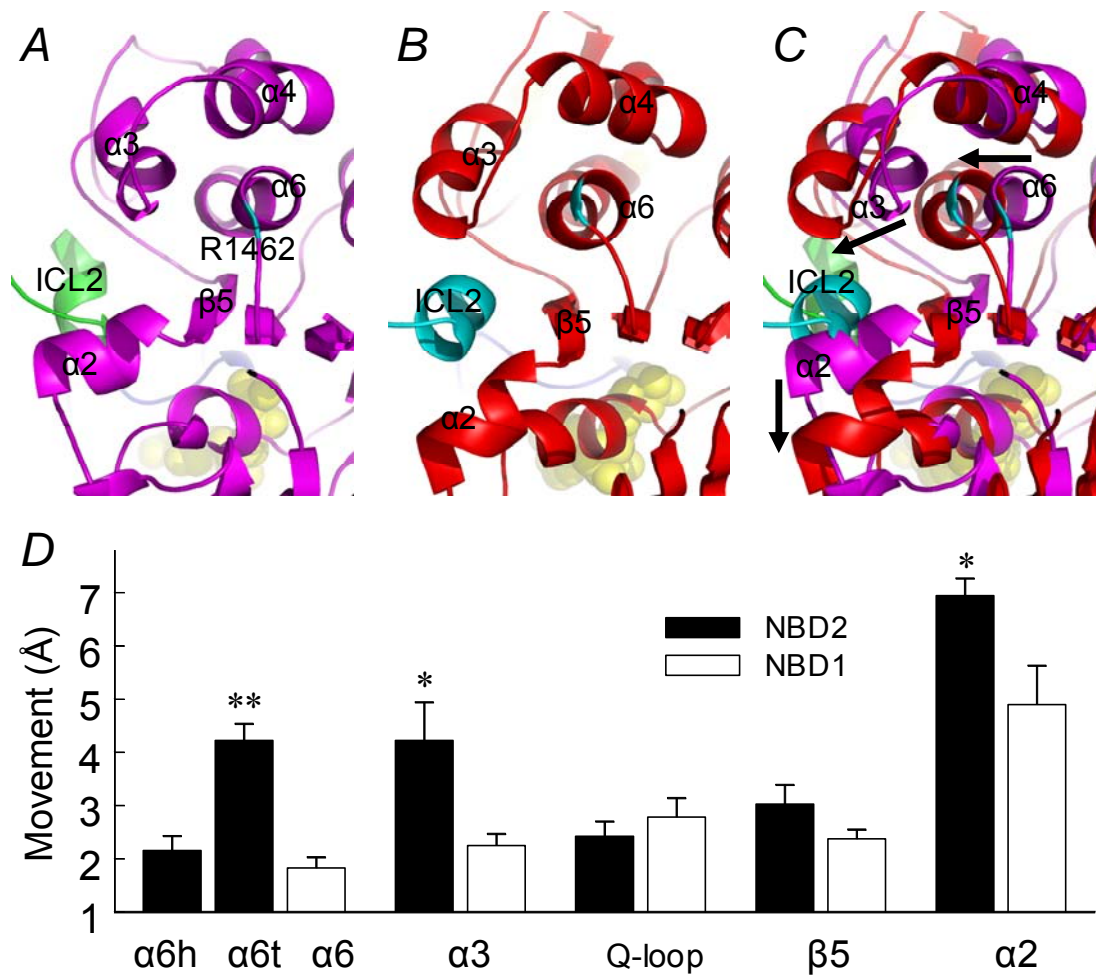 A
α4
α3
α6
R1462
ICL2
β5
α2
B
α4
α3
α6
ICL2
β5
α2
C
α4
α6
α3
ICL2
β5
α2
D
Movement (Å)
7
6
5
4
3
2
1
NBD2
NBD1
**
*
*
α6h α6t α6 α3 Q-loop β5 α2